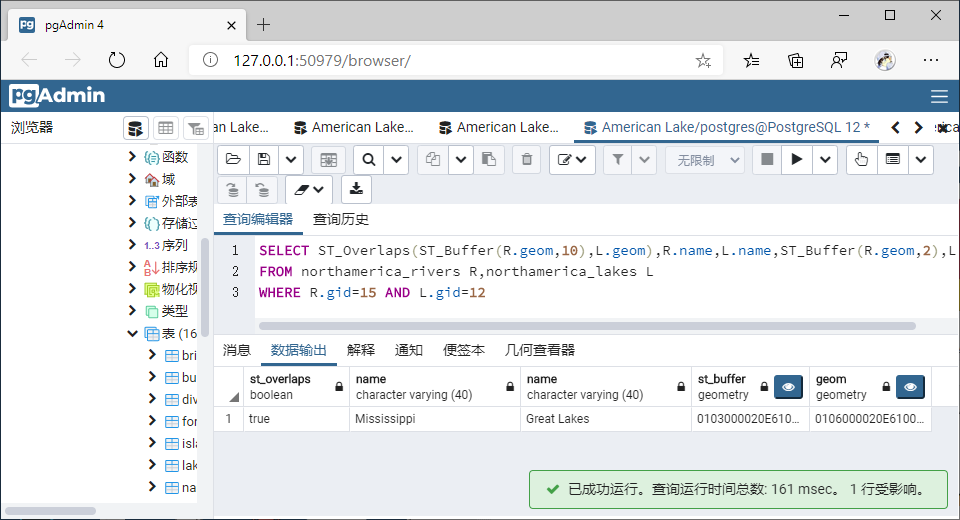 pgAdmin 4
127.0.0.1:50979/browser/
pgAdmin
浏览器
an Lake…
American Lake…
American Lake…
American Lake/postgres@PostgreSQL 12 *
函数
域
外部表
存储过
1..3 序列
排序规
物化视
类型
表 (16
bri
bu
div
for
isla
lak
na
无限制
查询编辑器
查询历史
1 SELECT ST_Overlaps(ST_Buffer(R.geom,10),L.geom),R.name,L.name,ST_Buffer(R.geom,2),L
2 FROM northamerica_rivers R,northamerica_lakes L
3 WHERE R.gid=15 AND L.gid=12
消息
数据输出
解释
通知
便签本
几何查看器
st_overlaps
boolean
name
character varying (40)
name
character varying (40)
st_buffer
geometry
geom
geometry
1 true Mississippi Great Lakes 0103000020E610… 0106000020E6100…
已成功运行。查询运行时间总数: 161 msec。 1 行受影响。